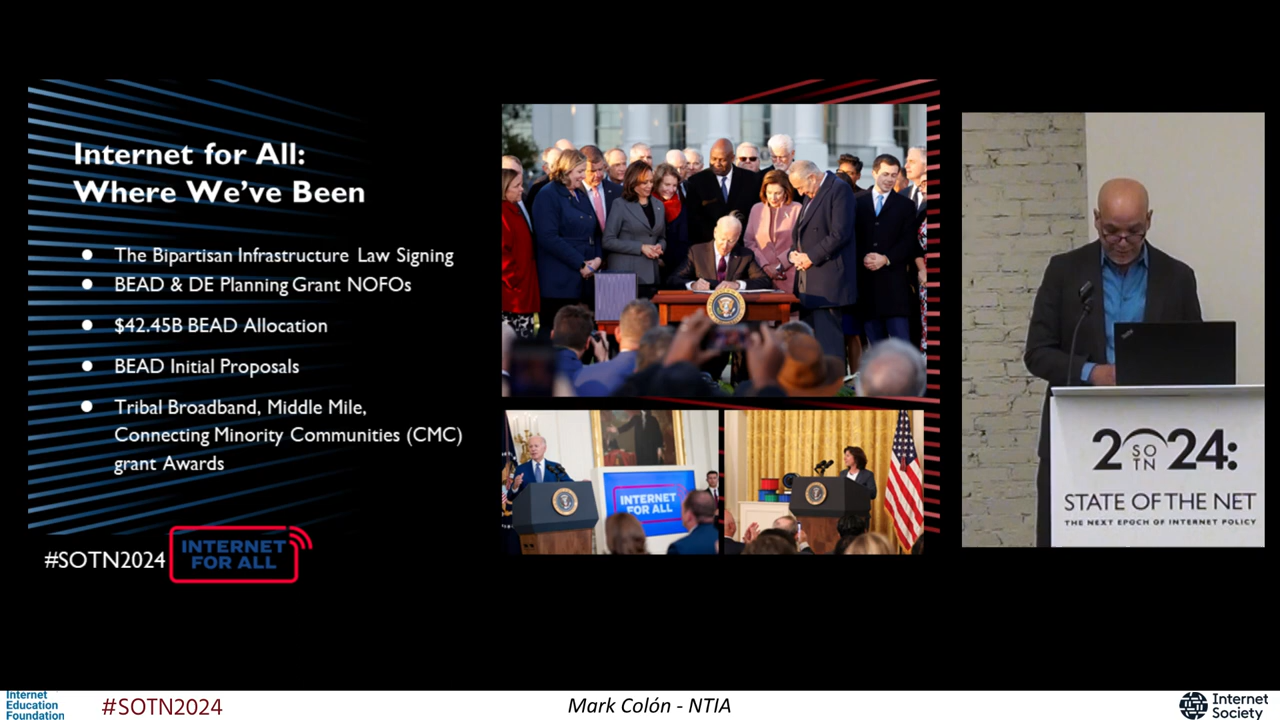 Internet for All:
Where We've Been
● The Bipartisan Infrastructure Law Signing
● BEAD & DE Planning Grant NOFOs
● $42.45B BEAD Allocation
● BEAD Initial Proposals
● Tribal Broadband, Middle Mile,
Connecting Minority Communities (CMC)
grant Awards
#SOTN2024
INTERNET
FOR ALL
INTERNET
FOR ALL
2024:
SO
TN
STATE OF THE NET
THE NEXT EPOCH OF INTERNET POLICY
Internet
Education
Foundation
#SOTN2024
Mark Colón - NTIA
Internet
Society